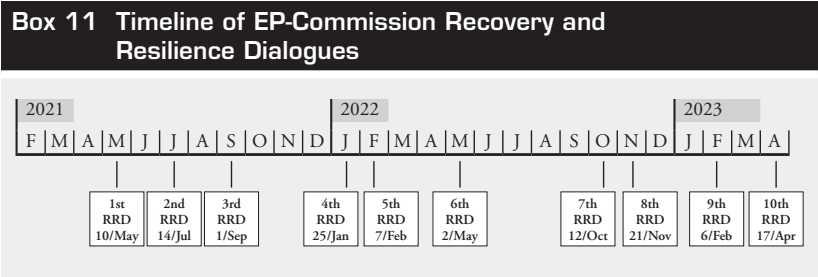 Box 11 Timeline of EP-Commission Recovery and
Resilience Dialogues
2021 2022 2023
F M A M J J A S O N D J F M A M J J A S O N D J F M A
1st
RRD
10/May
2nd
RRD
14/Jul
3rd
RRD
1/Sep
4th
RRD
25/Jan
5th
RRD
7/Feb
6th
RRD
2/May
7th
RRD
12/Oct
8th
RRD
21/Nov
9th
RRD
6/Feb
10th
RRD
17/Apr